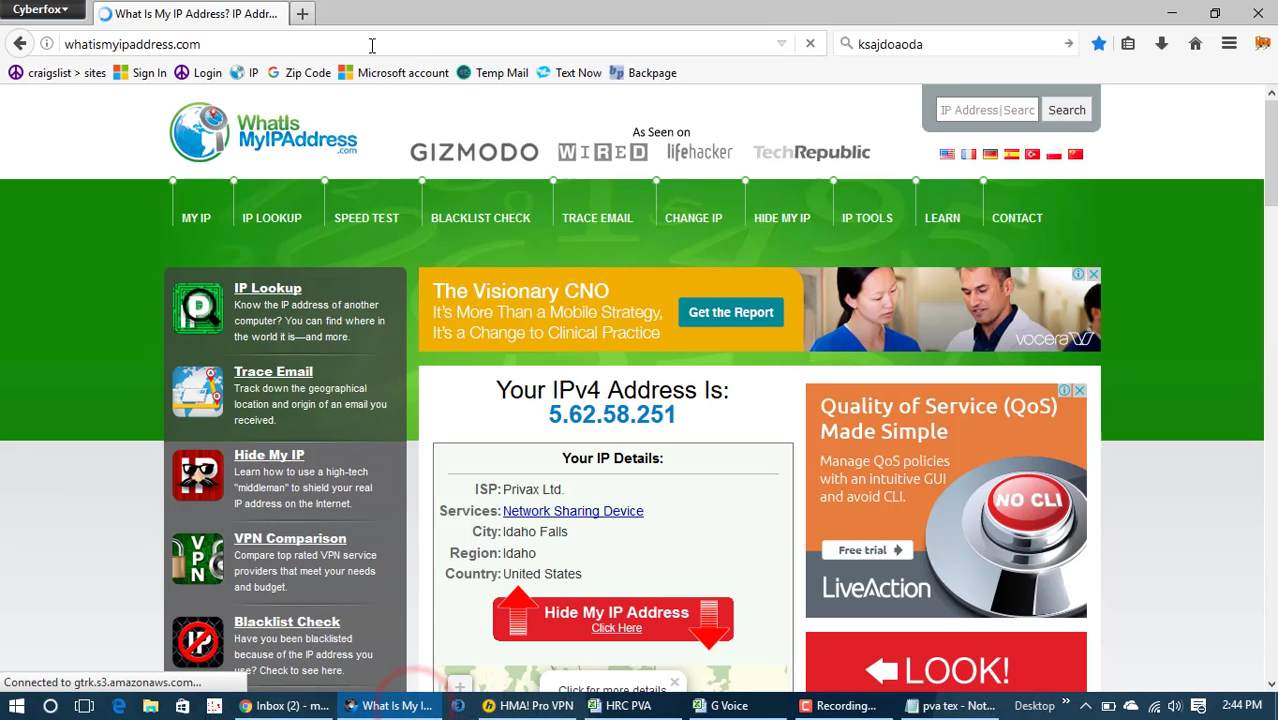 Cyberfox
What Is My IP Address? IP Addr...
whatismyipaddress.com
ksajdoaoda
craigslist > sites
Sign In
Login
IP
Zip Code
Microsoft account
Temp Mail
Text Now
Backpage
WhatIs
MyIPAddress
.com
As Seen on
GIZMODO
WIRED
lifehacker
TechRepublic
IP Address|Searc
Search
MY IP
IP LOOKUP
SPEED TEST
BLACKLIST CHECK
TRACE EMAIL
CHANGE IP
HIDE MY IP
IP TOOLS
LEARN
CONTACT
IP Lookup
Know the IP address of another
computer? You can find where in
the world it is—and more.
Trace Email
Track down the geographical
location and origin of an email you
received.
Hide My IP
Learn how to use a high-tech
"middleman" to shield your real
IP address on the Internet.
VPN Comparison
Compare top rated VPN service
providers that meet your needs
and budget.
Blacklist Check
Have you been blacklisted
because of the IP address you
use? Check to see here.
The Visionary CNO
It's More Than a Mobile Strategy,
It's a Change to Clinical Practice
Get the Report
vocera
Your IPv4 Address Is:
5.62.58.251
Your IP Details:
ISP: Privax Ltd.
Services: Network Sharing Device
City: Idaho Falls
Region: Idaho
Country: United States
Hide My IP Address
Click Here
Click for more details
Quality of Service (QoS)
Made Simple
Manage QoS policies
with an intuitive GUI
and avoid CLI.
NO CLI
Free trial
LiveAction
LOOK!
Connected to gtrk.s3.amazonaws.com...
Inbox (2) - m...
What Is My I...
HMA! Pro VPN
HRC PVA
G Voice
Recording...
pva tex - Not...
Desktop
2:44 PM